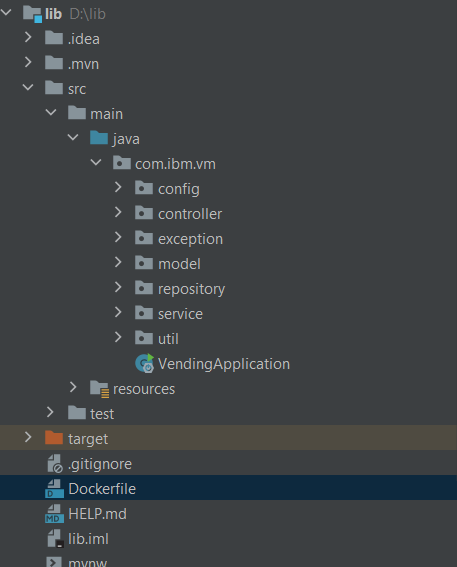 lib D:\lib
.idea
.mvn
src
main
java
com.ibm.vm
config
controller
exception
model
repository
service
util
VendingApplication
resources
test
target
.gitignore
Dockerfile
HELP.md
lib.iml
mvnw